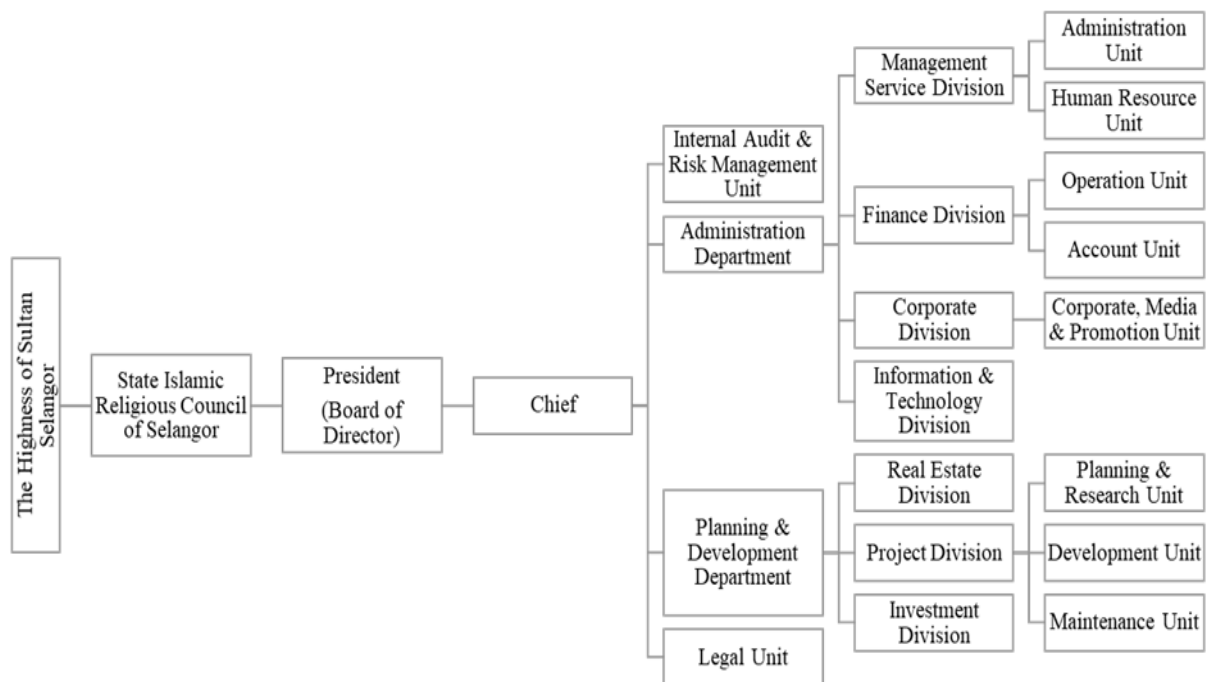 The Highness of Sultan
Selangor
State Islamic
Religious Council
of Selangor
President
(Board of
Director)
Chief
Internal Audit &
Risk Management
Unit
Administration
Department
Planning &
Development
Department
Legal Unit
Management
Service Division
Finance Division
Corporate
Division
Information &
Technology
Division
Real Estate
Division
Project Division
Investment
Division
Administration
Unit
Human Resource
Unit
Operation Unit
Account Unit
Corporate, Media
& Promotion Unit
Planning &
Research Unit
Development Unit
Maintenance Unit